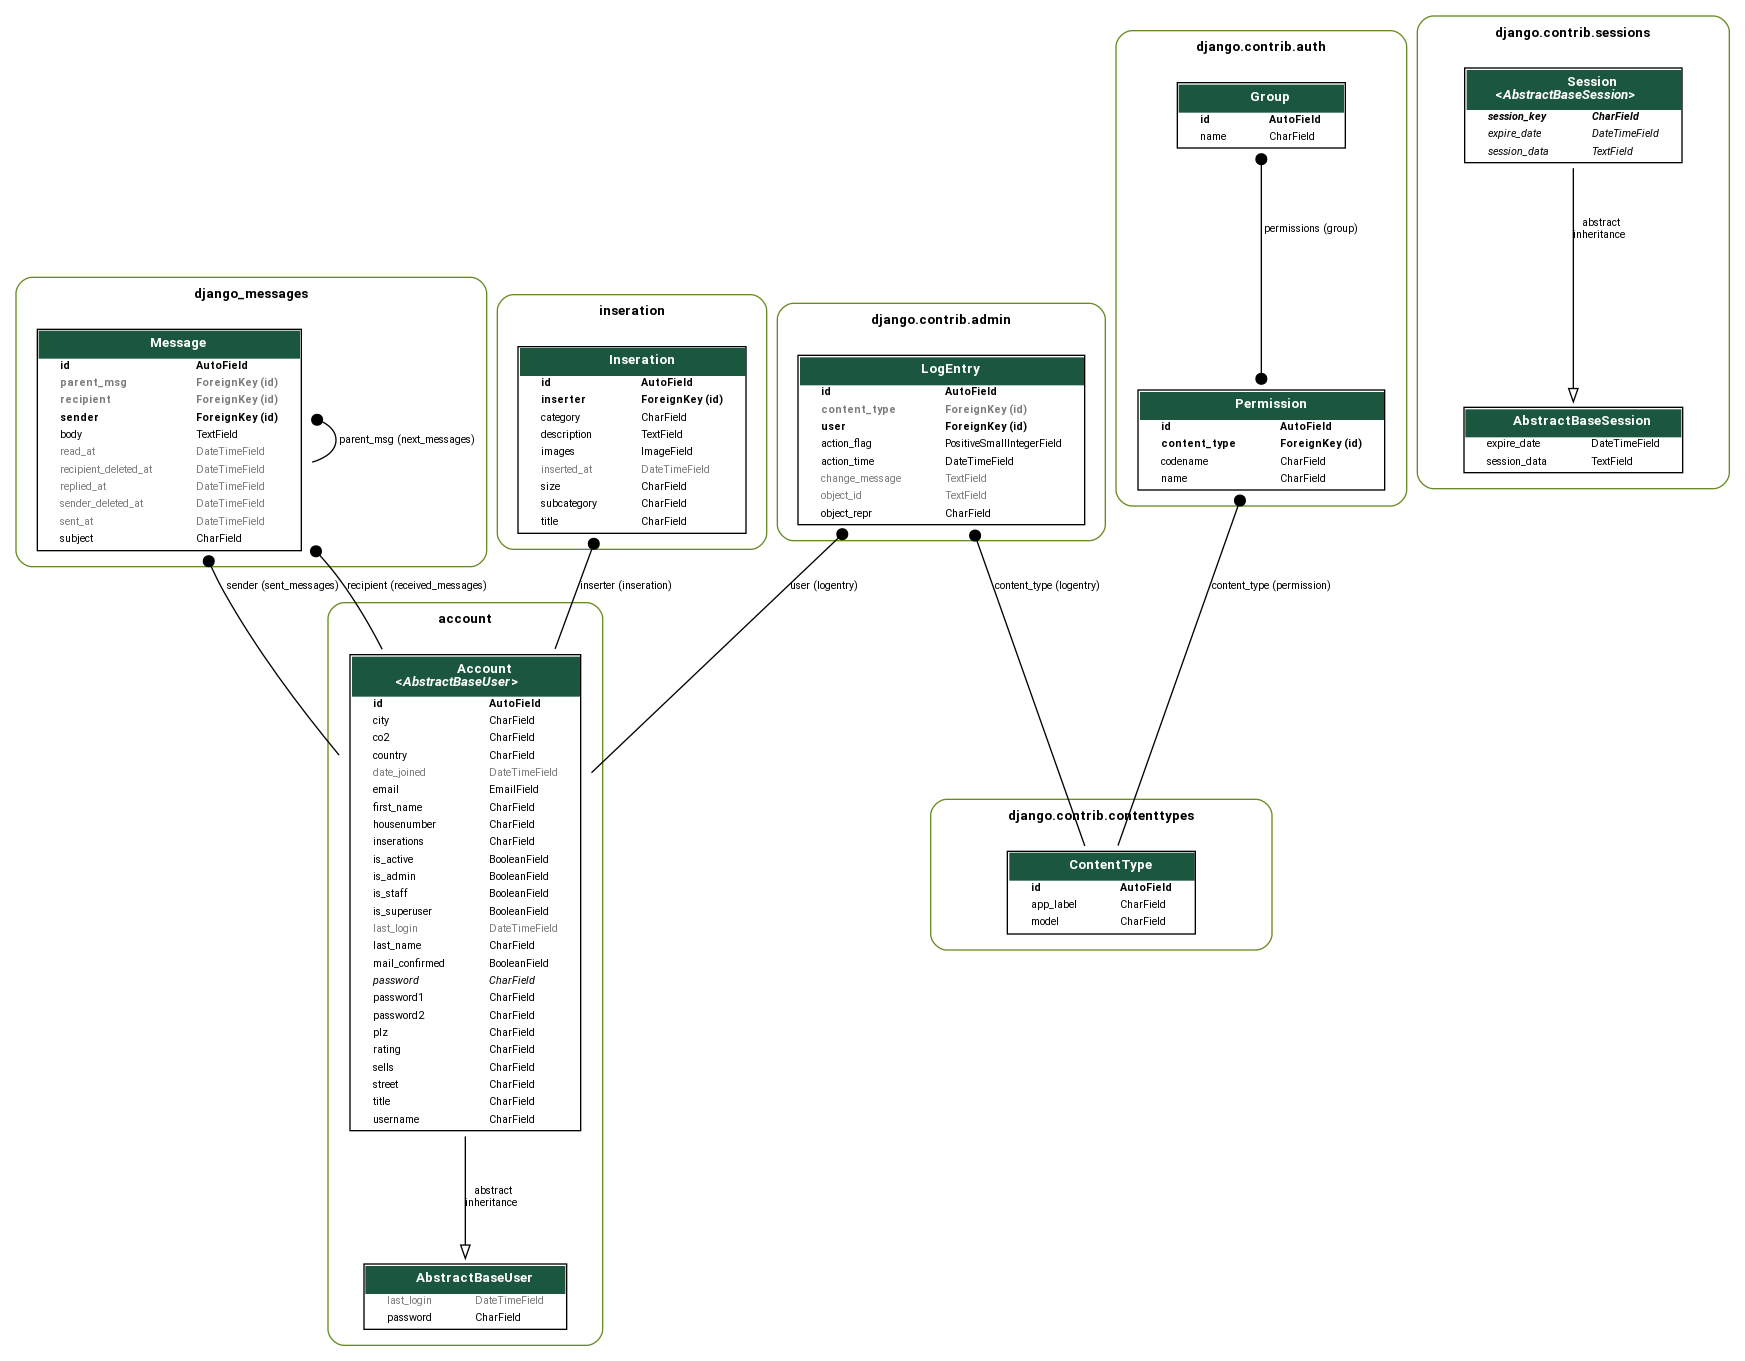 django.contrib.sessions
Session
<AbstractBaseSession>
session_key CharField
expire_date DateTimeField
session_data TextField
abstract
inheritance
AbstractBaseSession
expire_date DateTimeField
session_data TextField
django.contrib.auth
Group
id AutoField
name CharField
permissions (group)
Permission
id AutoField
content_type ForeignKey (id)
codename CharField
name CharField
django_messages
Message
id AutoField
parent_msg ForeignKey (id)
recipient ForeignKey (id)
sender ForeignKey (id)
body TextField
read_at DateTimeField
recipient_deleted_at DateTimeField
replied_at DateTimeField
sender_deleted_at DateTimeField
sent_at DateTimeField
subject CharField
parent_msg (next_messages)
inseration
Inseration
id AutoField
inserter ForeignKey (id)
category CharField
description TextField
images ImageField
inserted_at DateTimeField
size CharField
subcategory CharField
title CharField
django.contrib.admin
LogEntry
id AutoField
content_type ForeignKey (id)
user ForeignKey (id)
action_flag PositiveSmallIntegerField
action_time DateTimeField
change_message TextField
object_id TextField
object_repr CharField
sender (sent_messages)
recipient (received_messages)
inserter (inseration)
user (logentry)
content_type (logentry)
content_type (permission)
account
Account
<AbstractBaseUser>
id AutoField
city CharField
co2 CharField
country CharField
date_joined DateTimeField
email EmailField
first_name CharField
housenumber CharField
inserations CharField
is_active BooleanField
is_admin BooleanField
is_staff BooleanField
is_superuser BooleanField
last_login DateTimeField
last_name CharField
mail_confirmed BooleanField
password CharField
password1 CharField
password2 CharField
plz CharField
rating CharField
sells CharField
street CharField
title CharField
username CharField
abstract
inheritance
AbstractBaseUser
last_login DateTimeField
password CharField
django.contrib.contenttypes
ContentType
id AutoField
app_label CharField
model CharField